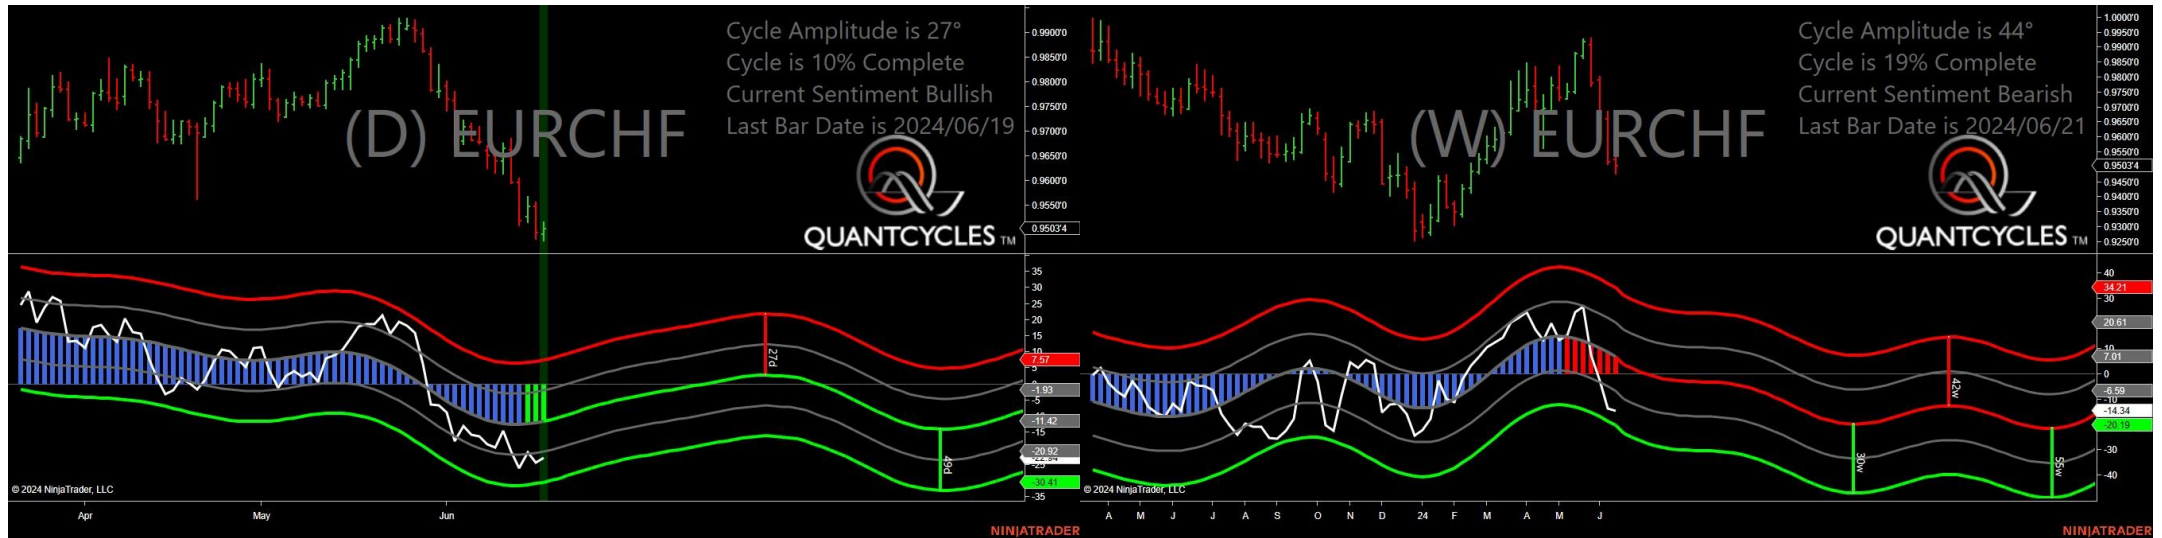 Cycle Amplitude is 27°
Cycle is 10% Complete
Current Sentiment Bullish
Last Bar Date is 2024/06/19
(D) EURCHF
QUANTCYCLES TM
0.9900'0
0.9850'0
0.9800'0
0.9750'0
0.9700'0
0.9650'0
0.9600'0
0.9550'0
0.9503'4
35
30
25
20
15
10
7.57
5
-1.93
-5
-11.42
-15
-20.92
-25
-30.41
-35
27d
49d
© 2024 NinjaTrader, LLC
Apr
May
Jun
NINJATRADER
Cycle Amplitude is 44°
Cycle is 19% Complete
Current Sentiment Bearish
Last Bar Date is 2024/06/21
(W) EURCHF
QUANTCYCLES TM
1.0000'0
0.9950'0
0.9900'0
0.9850'0
0.9800'0
0.9750'0
0.9700'0
0.9650'0
0.9600'0
0.9550'0
0.9503'4
0.9450'0
0.9400'0
0.9350'0
0.9300'0
0.9250'0
40
34.21
30
20.61
10
7.01
0
-6.59
-10
-14.34
-20.19
-30
-40
42w
30w
55w
© 2024 NinjaTrader, LLC
A M J J A S O N D 24 F M A M J
NINJATRADER